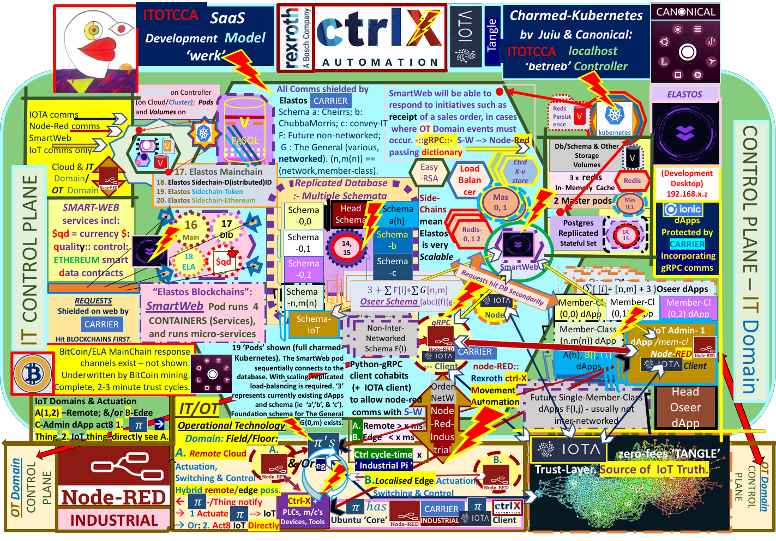 ITOTCCA SaaS
Development Model
'werk'
rexroth
A Bosch Company
ctrlX
AUTOMATION
IOTA
Tangle
Charmed-Kubernetes
by Juju & Canonical:
ITOTCCA localhost
'betrieb' Controller
CANONICAL
IT CONTROL PLANE
IOTA comms
Node-Red comms
SmartWeb
IoT comms only
Cloud & IT
Domain/
OT Domain
on Controller
(on Cloud/Cluster); Pods
and Volumes on
V
17. Elastos Mainchain
18. Elastos Sidechain-D(istributed)ID
19. Elastos Sidechain-Token
20. Elastos Sidechain-Ethereum
All Comms shielded by
Elastos CARRIER
Schema a: Cheirrs; b:
ChubbaMorris; c: convey-IT
F: Future non-networked;
G : The General (various,
networked). (n,m(n)) ==
(network,member-class).
SmartWeb will be able to
respond to initiatives such as
receipt of a sales order, in cases
where OT Domain events must
occur. -::gRPC::- S-W --> Node-Red
passing dictionary
Easy
-RSA
Load
Balan
cer
Etcd
K-v
store
Mas
0, 1
Redis-
0, 1 2
Side-
Chains
mean
Elastos
is very
Scalable
Reds
Persist
ence
V
kubernetes
Db/Schema & Other
Storage
Volumes
V
3 x redis
In- Memory Cache
Redis
2 Master pods
Mas
0,1
Postgres
Replicated
Stateful Set
14,
15
ELASTOS
(Development
Desktop)
192.168.x.z
ionic
dApps
Protected by
CARRIER
Incorporating
gRPC comms
CONTROL PLANE – IT Domain
SMART-WEB
services incl:
$qd = currency $:
quality:: control:
ETHEREUM smart
data contracts
16
Main
17
DID
18
ELA
$qd
Replicated Database
:- Multiple Schemata
Schema
-0,0
Schema
-0,1
Schema
-0,2
Schema
-n,m(n)
Schema-
IoT
Head
Schema
14,
15
Schema
a(h)
Schema
-b
Schema
-c
SmartWeb
Requests hit DB Secondarily
Oseer dApps
Oseer Schema
REQUESTS
Shielded on web by
CARRIER
Hit BLOCKCHAINS FIRST.
"Elastos Blockchains":
SmartWeb Pod runs 4
CONTAINERS (Services),
and runs micro-services
BitCoin/ELA MainChain response
channels exist – not shown.
Underwritten by BitCoin mining.
Complete, 2-3 minute trust cycles.
19 'Pods' shown (full charmed
Kubernetes). The SmartWeb pod
sequentially connects to the
database. With scaling, replicated
load-balancing is required. '3'
represents currently existing dApps
and schema (ie 'a','b', & 'c').
Foundation schema for The General
G(0,m) exists.
Non-Inter-
Networked
Schema F()
Python-gRPC
client cohabits
(+ IOTA client)
to allow node-red
comms with S-W
IOTA
Node
gRPC
IOTA
Client
CARRIER
node-RED::
Rexroth ctrl-X
Movement
Automation
Member-Cl
(0,0) dApp
Member-Cl
(0,1)
Member-Cl
(0,2) dApp
Member-Class
(n.m(n)) dApp
A(h),
IoT Admin- 1
dApp /mem-cl
Node-RED
IOTA Client
Future Single-Member-Class
dApps F(I,j) - usually not
inter-networked
Head
Oseer
dApp
IoT Domains & Actuation
A(1,2) –Remote; &/or B-Edge
C-Admin dApp act8 1.
Thing 2. IoT thing, directly see A.
OT Domain
CONTROL
PLANE
Node-RED
INDUSTRIAL
IT/OT
Operational Technology
Domain: Field/Floor:
A. Remote Cloud
Actuation,
Switching & Control
Hybrid remote/edge poss.
-/Thing notify
1 Actuate → IoT
Or: 2. Act8 IoT Directly
A.
& Or
π's
A. Remote > x ms
B. Edge < x ms
Ctrl cycle-time x
'Industrial Pi'
B.Localised Edge Actuation,
Switching & Control
Order
NetW
Node
-Red-
Indus
trial
B.
Ctrl-X
PLCs, m/c's
Devices, Tools
π has
Ubuntu 'Core'
CARRIER
Node-RED
INDUSTRIAL
IOTA
Client
ctrlX
IOTA
zero-fees 'TANGLE'
Trust-Layer. Source of IoT Truth.
CONTROL
PLANE
OT Domain